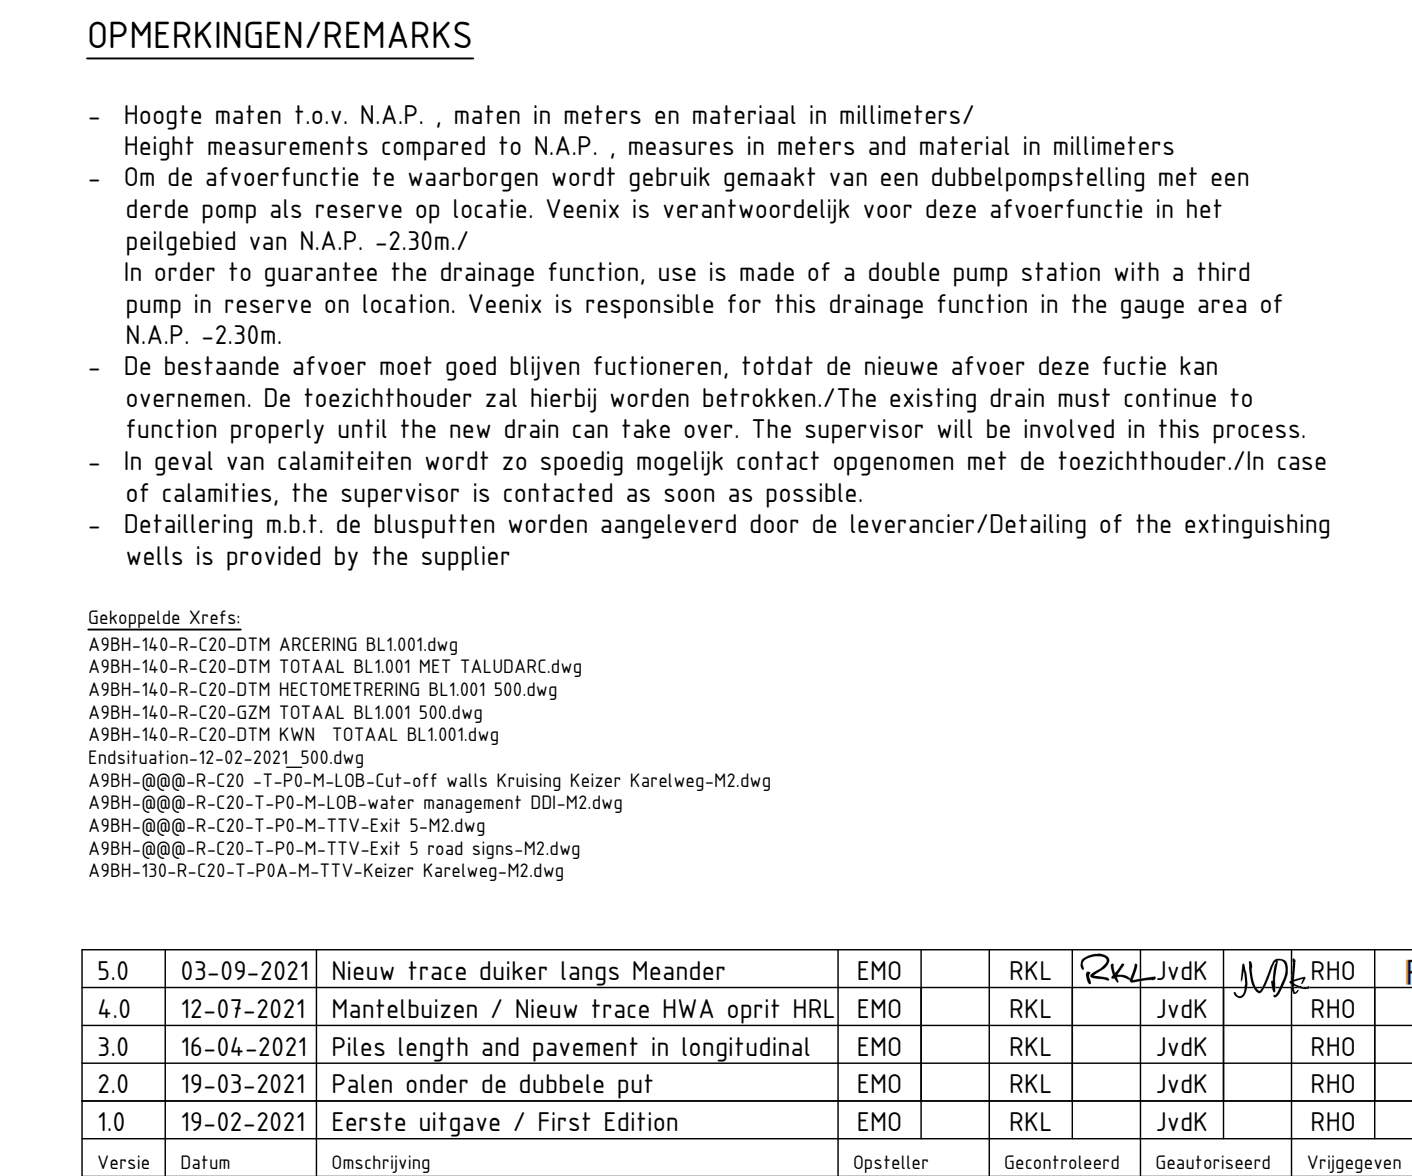 OPMERKINGEN/REMARKS
- Hoogte maten t.o.v. N.A.P. , maten in meters en materiaal in millimeters/
Height measurements compared to N.A.P. , measures in meters and material in millimeters
- Om de afvoerfunctie te waarborgen wordt gebruik gemaakt van een dubbelpompstelling met een
derde pomp als reserve op locatie. Veenix is verantwoordelijk voor deze afvoerfunctie in het
peilgebied van N.A.P. -2.30m./
In order to guarantee the drainage function, use is made of a double pump station with a third
pump in reserve on location. Veenix is responsible for this drainage function in the gauge area of
N.A.P. -2.30m.
- De bestaande afvoer moet goed blijven fuctioneren, totdat de nieuwe afvoer deze fuctie kan
overnemen. De toezichthouder zal hierbij worden betrokken./The existing drain must continue to
function properly until the new drain can take over. The supervisor will be involved in this process.
- In geval van calamiteiten wordt zo spoedig mogelijk contact opgenomen met de toezichthouder./In case
of calamities, the supervisor is contacted as soon as possible.
- Detaillering m.b.t. de blusputten worden aangeleverd door de leverancier/Detailing of the extinguishing
wells is provided by the supplier
Gekoppelde Xrefs:
A9BH-140-R-C20-DTM ARCERING BL1.001.dwg
A9BH-140-R-C20-DTM TOTAAL BL1.001 MET TALUDARC.dwg
A9BH-140-R-C20-DTM HECTOMETRERING BL1.001 500.dwg
A9BH-140-R-C20-GZM TOTAAL BL1.001 500.dwg
A9BH-140-R-C20-DTM KWN  TOTAAL BL1.001.dwg
Endsituation-12-02-2021_500.dwg
A9BH-@@@-R-C20 -T-P0-M-LOB-Cut-off walls Kruising Keizer Karelweg-M2.dwg
A9BH-@@@-R-C20-T-P0-M-LOB-water management DDI-M2.dwg
A9BH-@@@-R-C20-T-P0-M-TTV-Exit 5-M2.dwg
A9BH-@@@-R-C20-T-P0-M-TTV-Exit 5 road signs-M2.dwg
A9BH-130-R-C20-T-P0A-M-TTV-Keizer Karelweg-M2.dwg
5.0 03-09-2021 Nieuw trace duiker langs Meander EMO RKL RKL JvdK JVDK RHO
4.0 12-07-2021 Mantelbuizen / Nieuw trace HWA oprit HRL EMO RKL JvdK RHO
3.0 16-04-2021 Piles length and pavement in longitudinal EMO RKL JvdK RHO
2.0 19-03-2021 Palen onder de dubbele put EMO RKL JvdK RHO
1.0 19-02-2021 Eerste uitgave / First Edition EMO RKL JvdK RHO
Versie Datum Omschrijving Opsteller Gecontroleerd Geautoriseerd Vrijgegeven